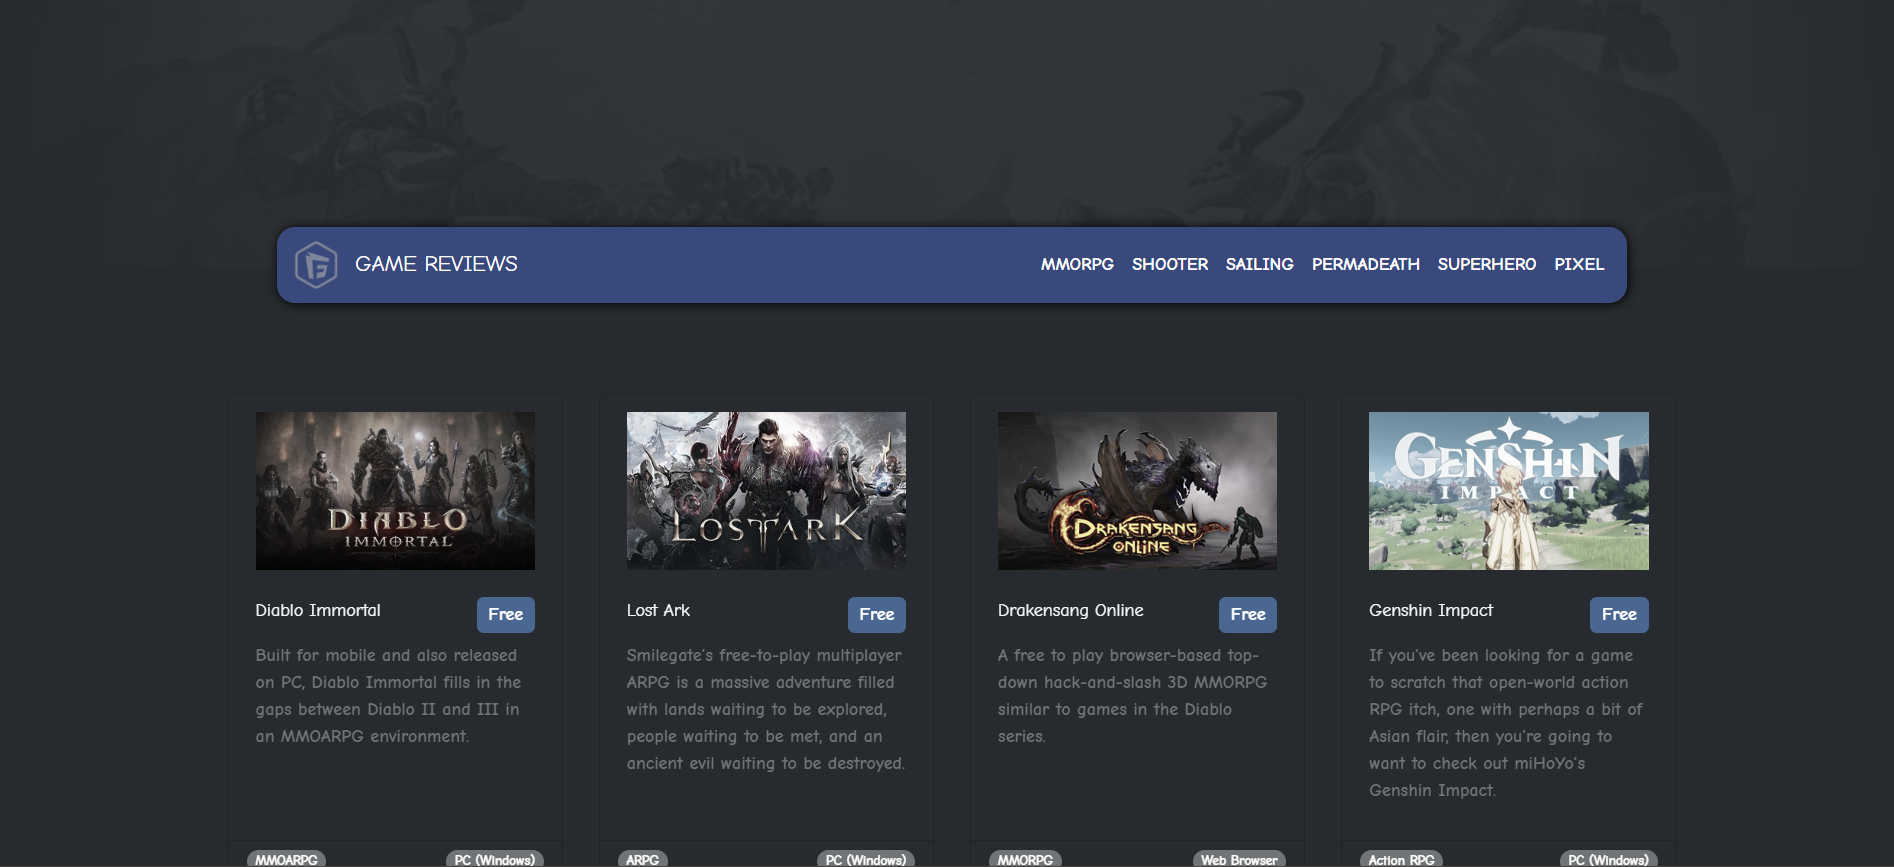 GAME REVIEWS
MMORPG SHOOTER SAILING PERMADEATH SUPERHERO PIXEL
DIABLO
IMMORTAL
Diablo Immortal
Free
Built for mobile and also released
on PC, Diablo Immortal fills in the
gaps between Diablo II and III in
an MMOARPG environment.
MMOARPG
PC (Windows)
LOST ARK
Lost Ark
Free
Smilegate's free-to-play multiplayer
ARPG is a massive adventure filled
with lands waiting to be explored,
people waiting to be met, and an
ancient evil waiting to be destroyed.
ARPG
PC (Windows)
DRAKENSANG
ONLINE
Drakensang Online
Free
A free to play browser-based top-
down hack-and-slash 3D MMORPG
similar to games in the Diablo
series.
MMORPG
Web Browser
GENSHIN
IMPACT
Genshin Impact
Free
If you've been looking for a game
to scratch that open-world action
RPG itch, one with perhaps a bit of
Asian flair, then you're going to
want to check out miHoYo's
Genshin Impact.
Action RPG
PC (Windows)